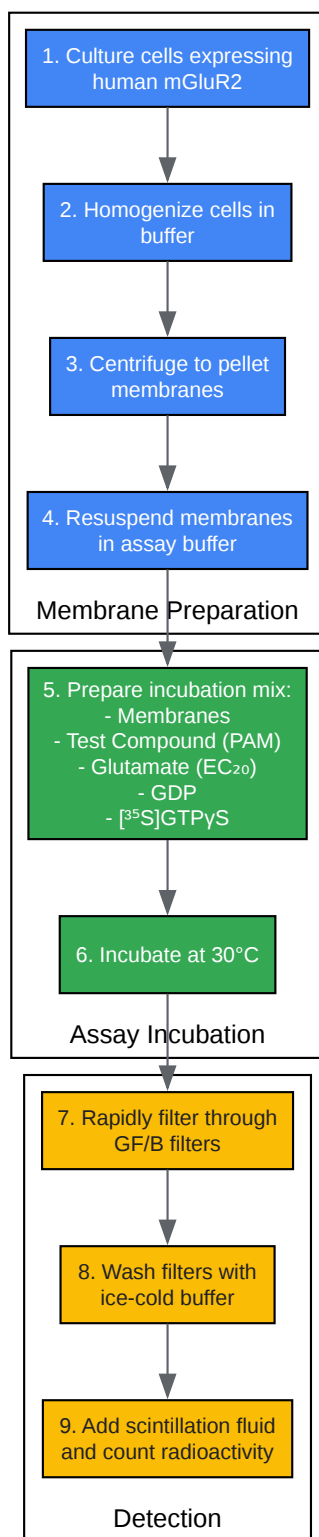 1. Culture cells expressing
human mGluR2
2. Homogenize cells in
buffer
3. Centrifuge to pellet
membranes
4. Resuspend membranes
in assay buffer
Membrane Preparation
5. Prepare incubation mix:
- Membranes
- Test Compound (PAM)
- Glutamate (EC₂₀)
- GDP
- [³⁵S]GTPγS
6. Incubate at 30°C
Assay Incubation
7. Rapidly filter through
GF/B filters
8. Wash filters with
ice-cold buffer
9. Add scintillation fluid
and count radioactivity
Detection